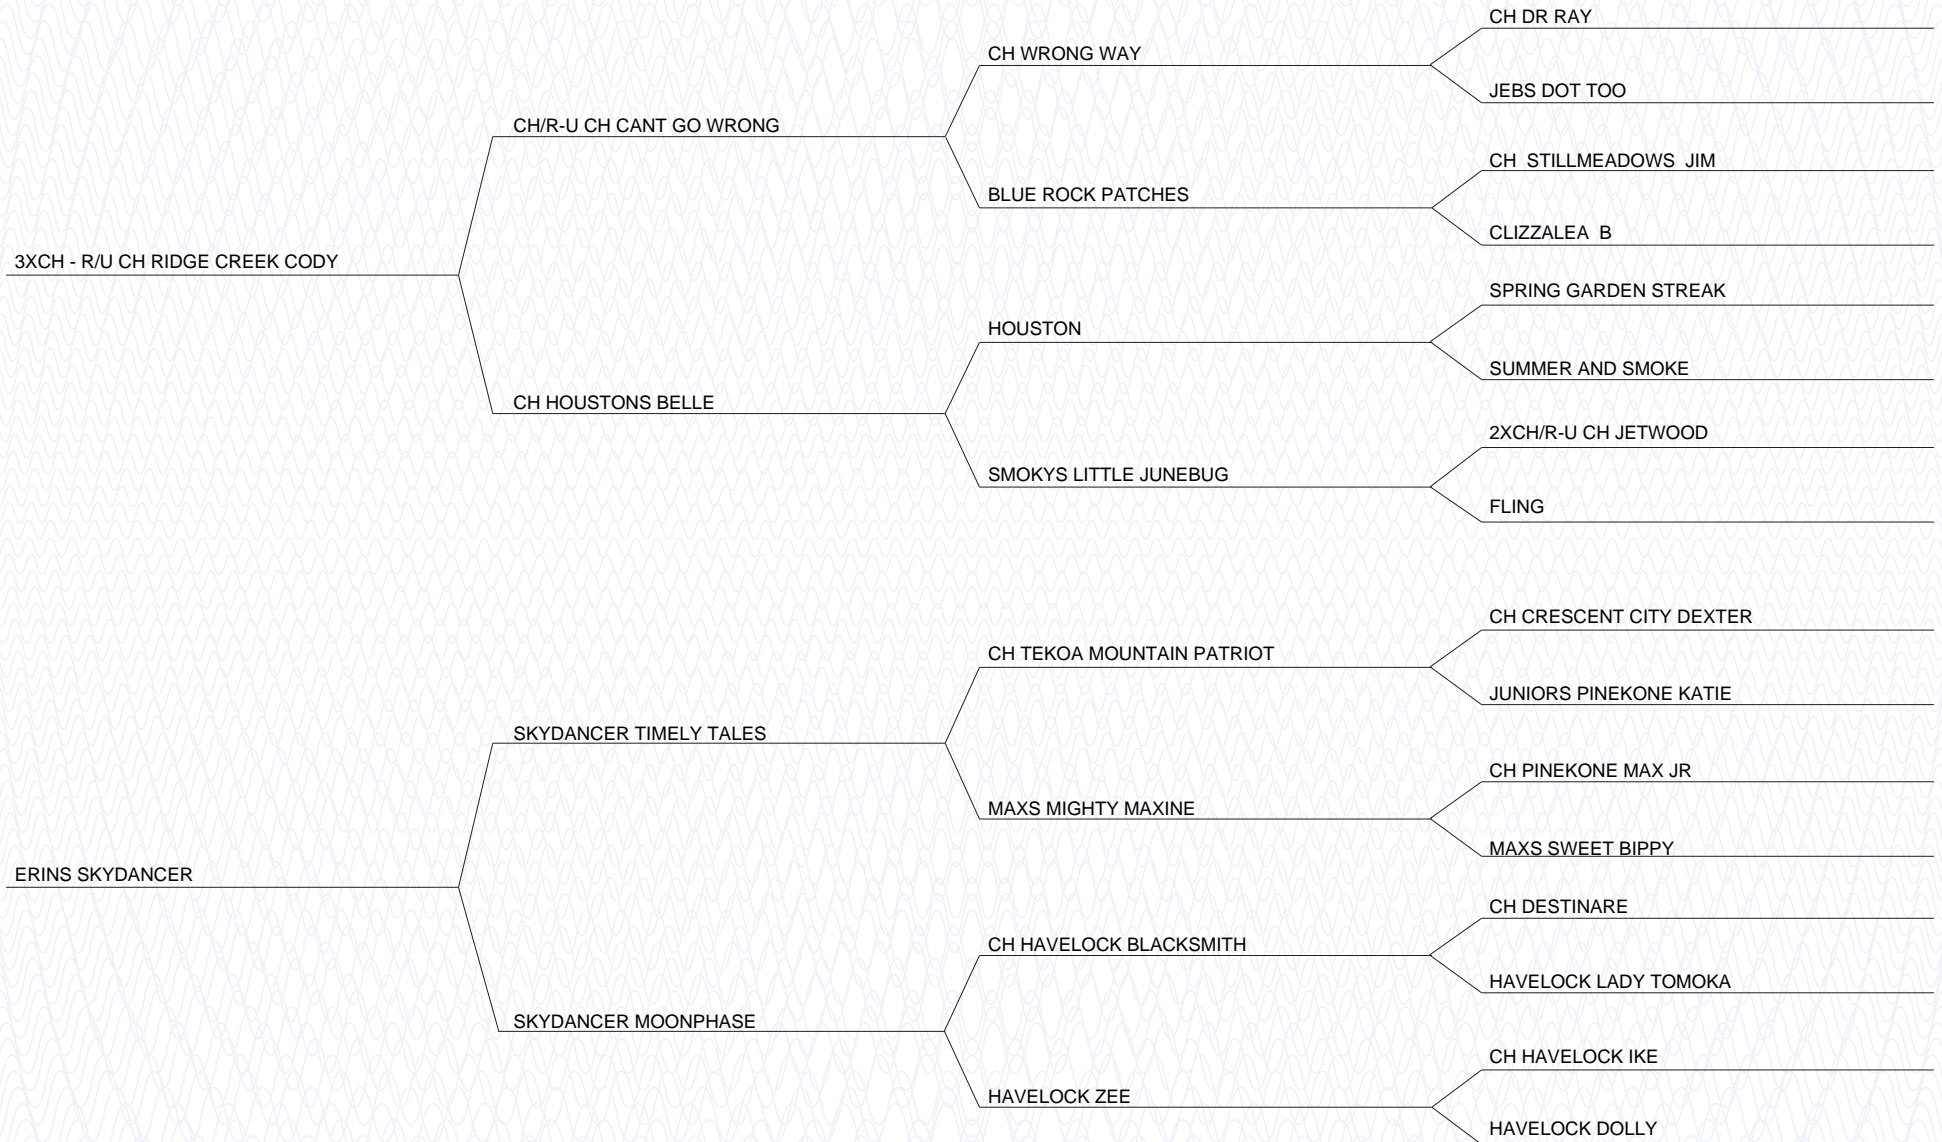 CH DR RAY
CH WRONG WAY
JEBS DOT TOO
CH/R-U CH CANT GO WRONG
CH  STILLMEADOWS  JIM
BLUE ROCK PATCHES
CLIZZALEA  B
3XCH - R/U CH RIDGE CREEK CODY
SPRING GARDEN STREAK
HOUSTON
SUMMER AND SMOKE
CH HOUSTONS BELLE
2XCH/R-U CH JETWOOD
SMOKYS LITTLE JUNEBUG
FLING
CH CRESCENT CITY DEXTER
CH TEKOA MOUNTAIN PATRIOT
JUNIORS PINEKONE KATIE
SKYDANCER TIMELY TALES
CH PINEKONE MAX JR
MAXS MIGHTY MAXINE
MAXS SWEET BIPPY
ERINS SKYDANCER
CH DESTINARE
CH HAVELOCK BLACKSMITH
HAVELOCK LADY TOMOKA
SKYDANCER MOONPHASE
CH HAVELOCK IKE
HAVELOCK ZEE
HAVELOCK DOLLY